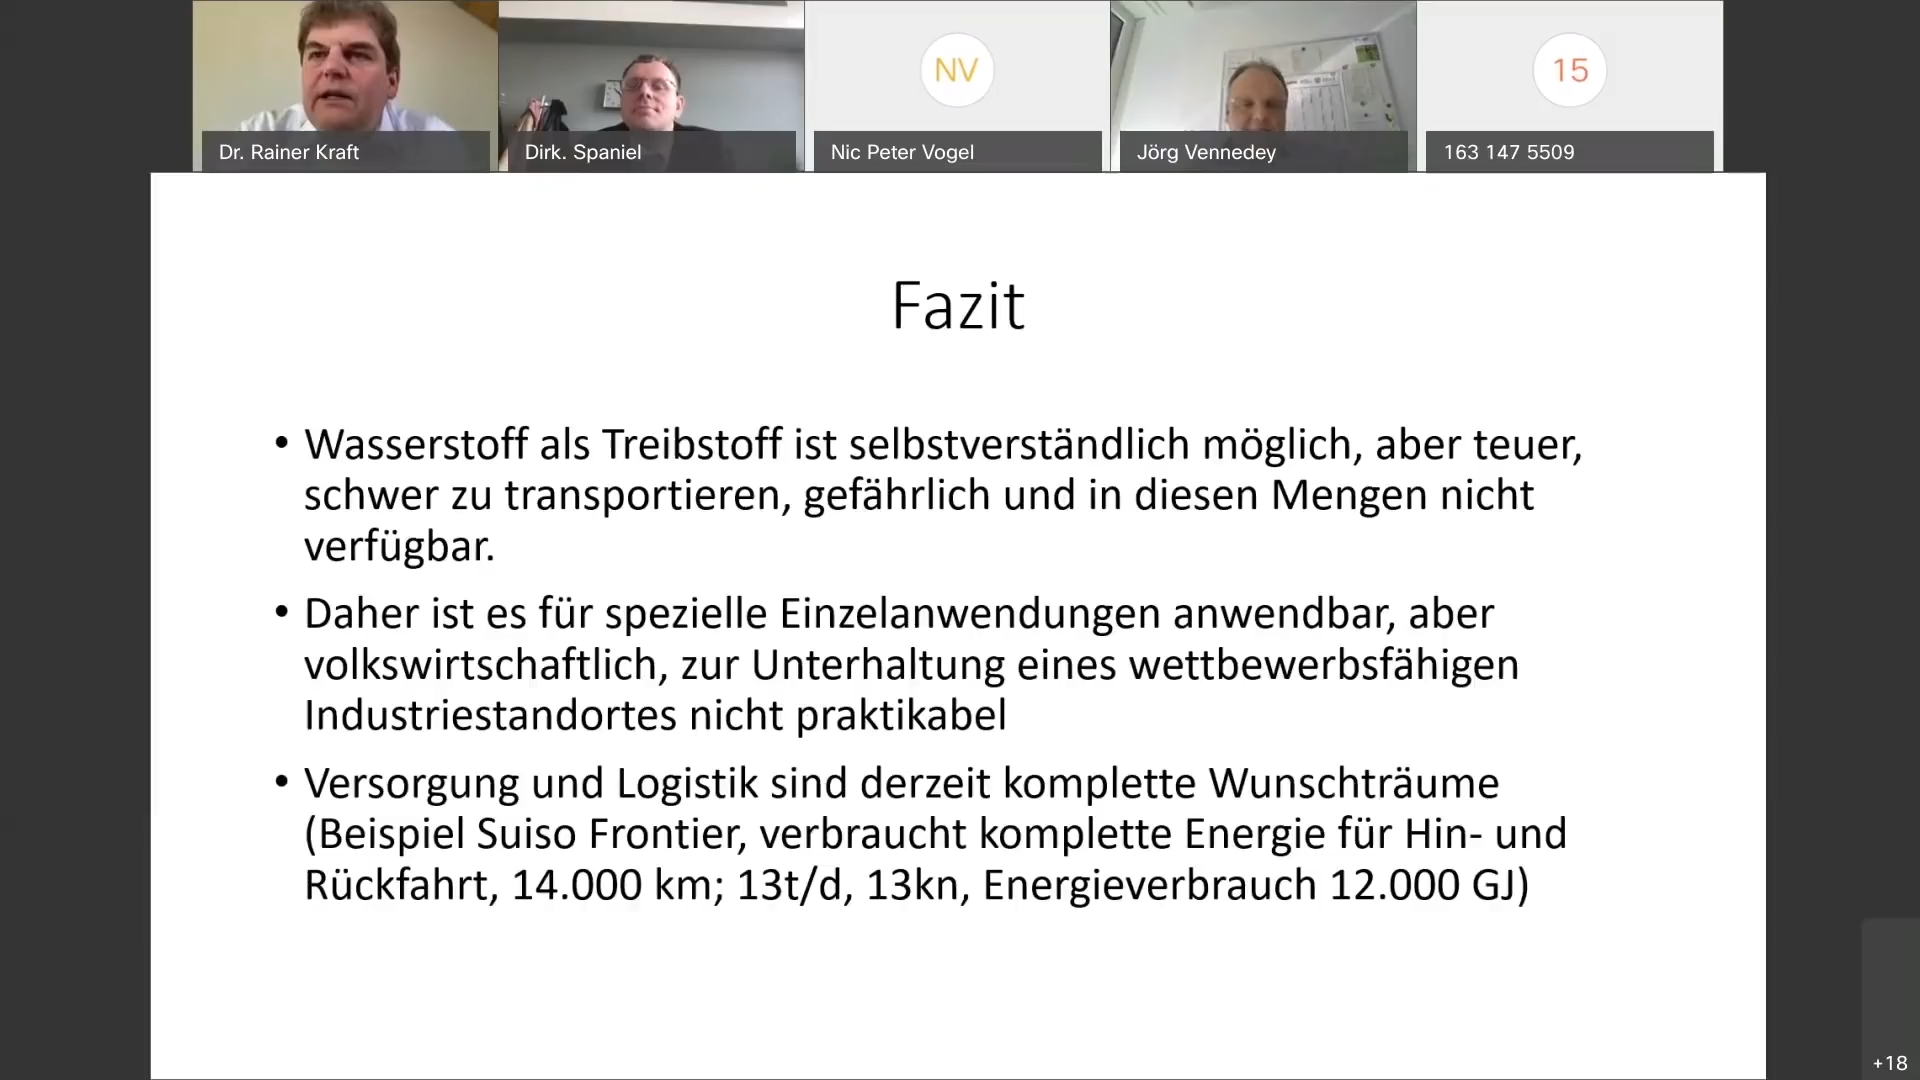 NV
15
Dr. Rainer Kraft
Dirk. Spaniel
Nic Peter Vogel
Jörg Vennedey
163 147 5509
Fazit
• Wasserstoff als Treibstoff ist selbstverständlich möglich, aber teuer,
schwer zu transportieren, gefährlich und in diesen Mengen nicht
verfügbar.
• Daher ist es für spezielle Einzelanwendungen anwendbar, aber
volkswirtschaftlich, zur Unterhaltung eines wettbewerbsfähigen
Industriestandortes nicht praktikabel
• Versorgung und Logistik sind derzeit komplette Wunschträume
(Beispiel Suiso Frontier, verbraucht komplette Energie für Hin- und
Rückfahrt, 14.000 km; 13t/d, 13kn, Energieverbrauch 12.000 GJ)
+18